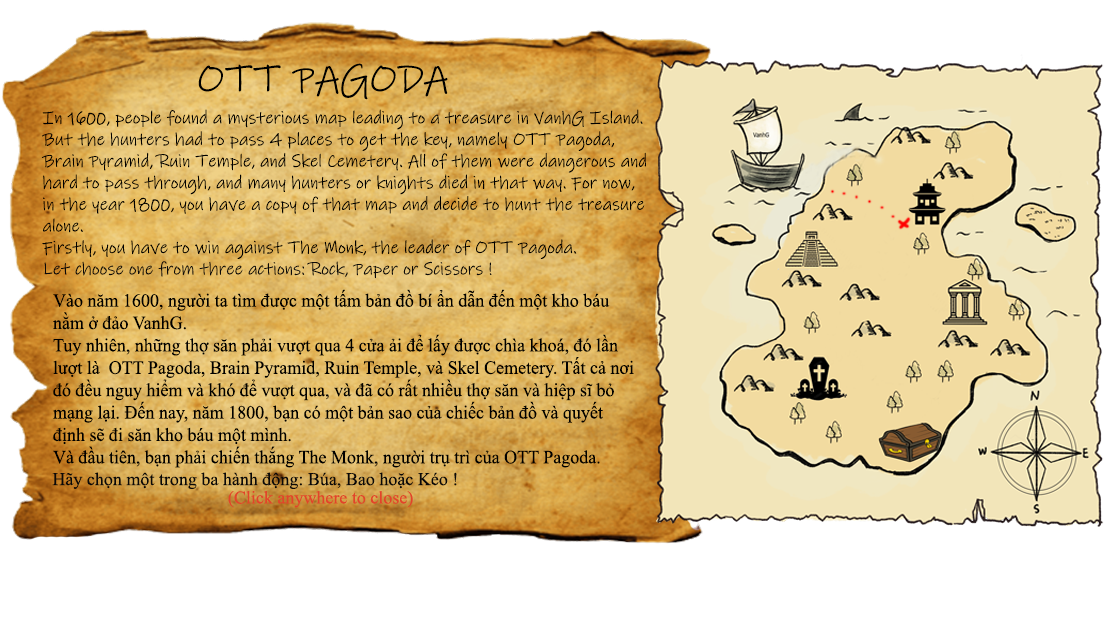 OTT PAGODA
In 1600, people found a mysterious map leading to a treasure in VanhG Island.
But the hunters had to pass 4 places to get the key, namely OTT Pagoda,
Brain Pyramid, Ruin Temple, and Skel Cemetery. All of them were dangerous and
hard to pass through, and many hunters or knights died in that way. For now,
in the year 1800, you have a copy of that map and decide to hunt the treasure
alone.
Firstly, you have to win against The Monk, the leader of OTT Pagoda.
Let choose one from three actions: Rock, Paper or Scissors !
Vào năm 1600, người ta tìm được một tấm bản đồ bí ẩn dẫn đến một kho báu
nằm ở đảo VanhG.
Tuy nhiên, những thợ săn phải vượt qua 4 cửa ải để lấy được chìa khoá, đó lần
lượt là OTT Pagoda, Brain Pyramid, Ruin Temple, và Skel Cemetery. Tất cả nơi
đó đều nguy hiểm và khó để vượt qua, và đã có rất nhiều thợ săn và hiệp sĩ bỏ
mạng lại. Đến nay, năm 1800, bạn có một bản sao của chiếc bản đồ và quyết
định sẽ đi săn kho báu một mình.
Và đầu tiên, bạn phải chiến thắng The Monk, người trụ trì của OTT Pagoda.
Hãy chọn một trong ba hành động: Búa, Bao hoặc Kéo !
(Click anywhere to close)
VanhG
N
W
E
S